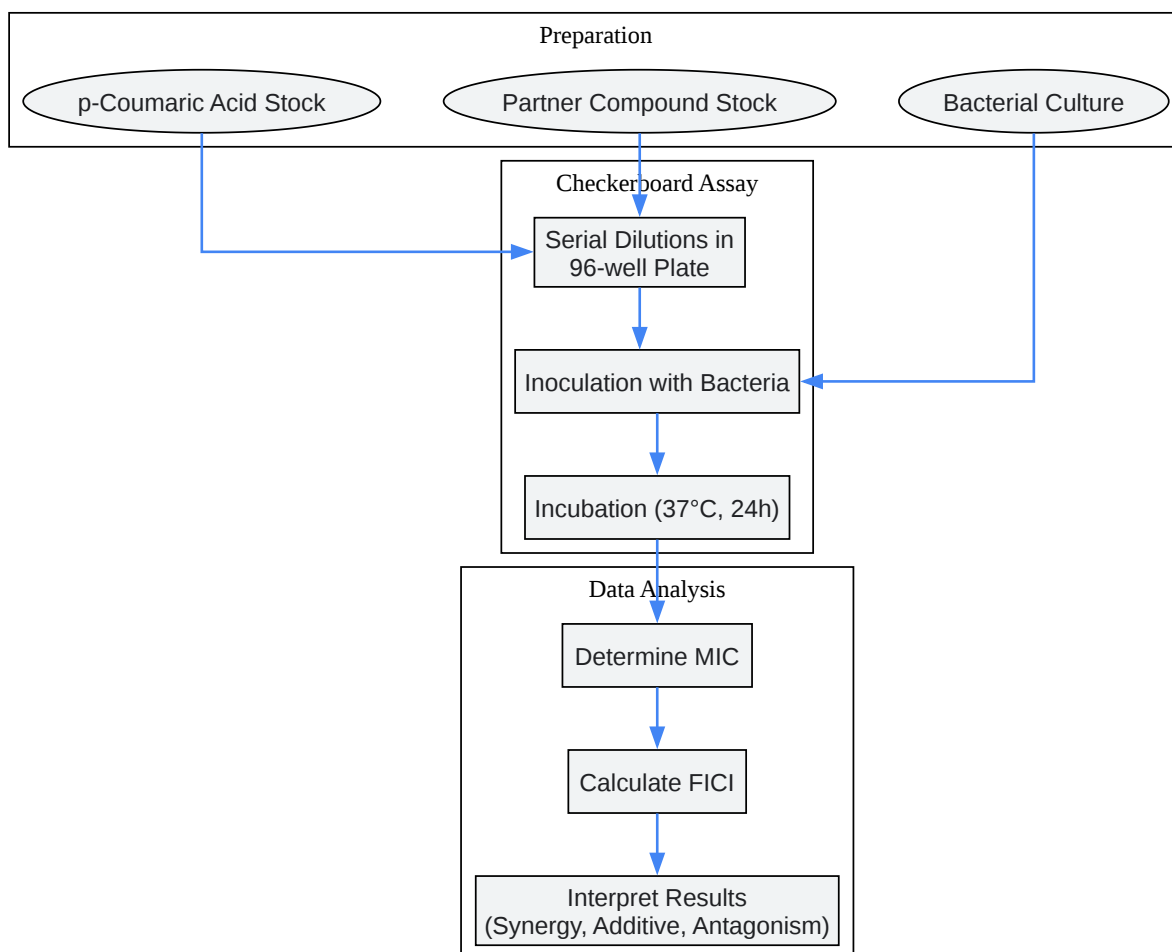 Preparation
p-Coumaric Acid Stock
Partner Compound Stock
Bacterial Culture
Checkerboard Assay
Serial Dilutions in
96-well Plate
Inoculation with Bacteria
Incubation (37°C, 24h)
Data Analysis
Determine MIC
Calculate FICI
Interpret Results
(Synergy, Additive, Antagonism)